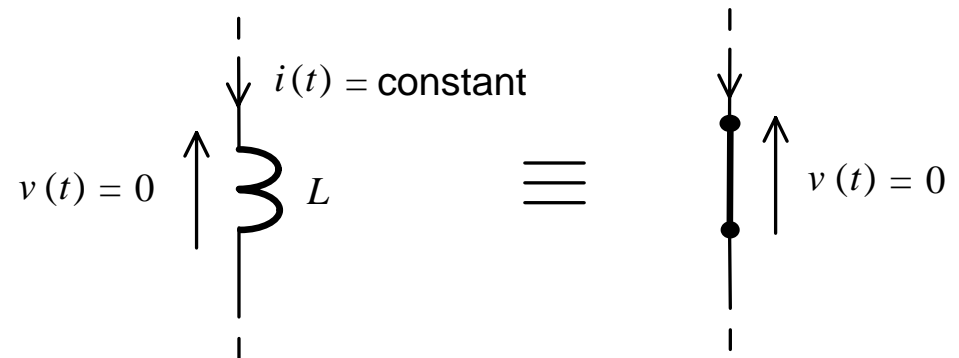 i(t) = constant
v(t) = 0
L
≡
v(t) = 0